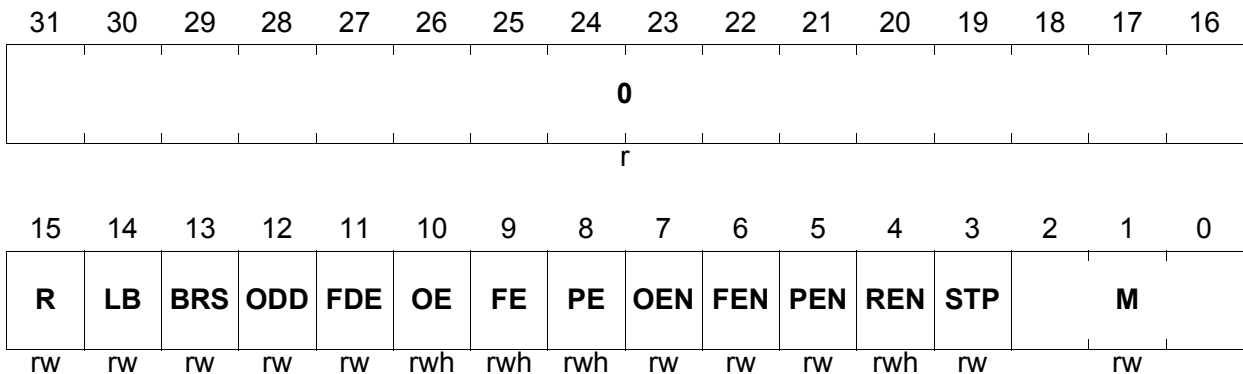 31 30 29 28 27 26 25 24 23 22 21 20 19 18 17 16
0
r
15 14 13 12 11 10 9 8 7 6 5 4 3 2 1 0
R LB BRS ODD FDE OE FE PE OEN FEN PEN REN STP M
rw rw rw rw rw rwh rwh rwh rw rw rw rwh rw rw